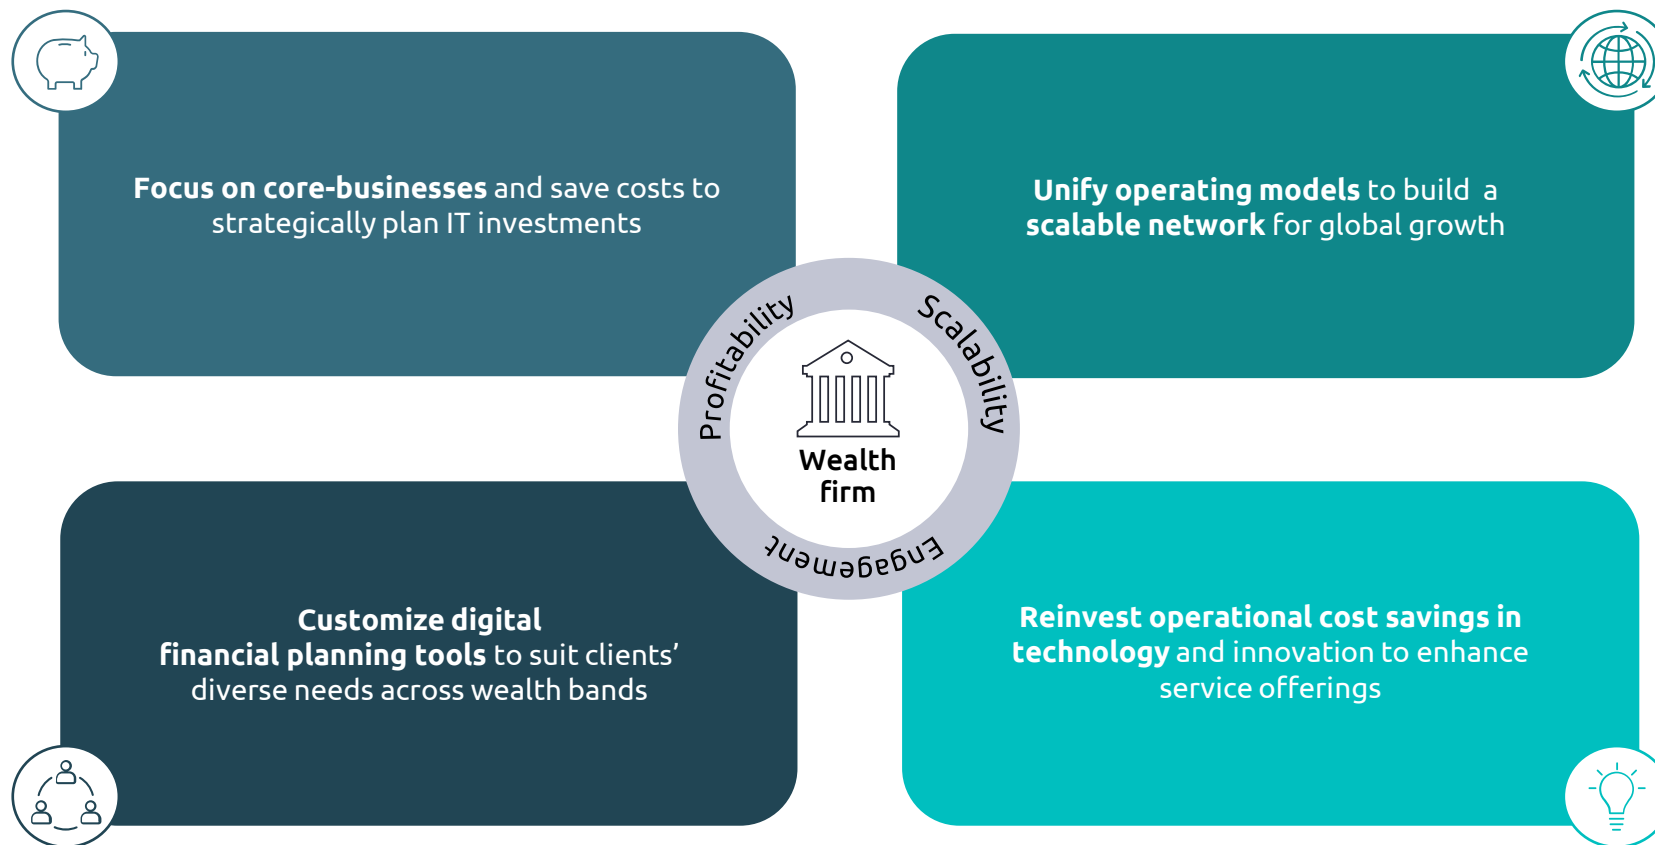 Focus on core-businesses and save costs to
strategically plan IT investments
Unify operating models to build a
scalable network for global growth
Profitability
Scalability
Wealth
firm
Engagement
Customize digital
financial planning tools to suit clients’
diverse needs across wealth bands
Reinvest operational cost savings in
technology and innovation to enhance
service offerings